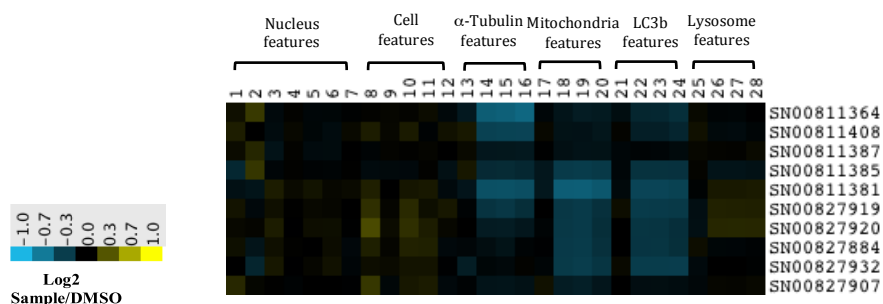 Nucleus features
Cell features
α-Tubulin features
Mitochondria features
LC3b features
Lysosome features
1 2 3 4 5 6 7 8 9 10 11 12 13 14 15 16 17 18 19 20 21 22 23 24 25 26 27 28
SN00811364
SN00811408
SN00811387
SN00811385
SN00811381
SN00827919
SN00827920
SN00827884
SN00827932
SN00827907
−1.0 −0.7 −0.3 0.0 0.3 0.7 1.0
Log2
Sample/DMSO